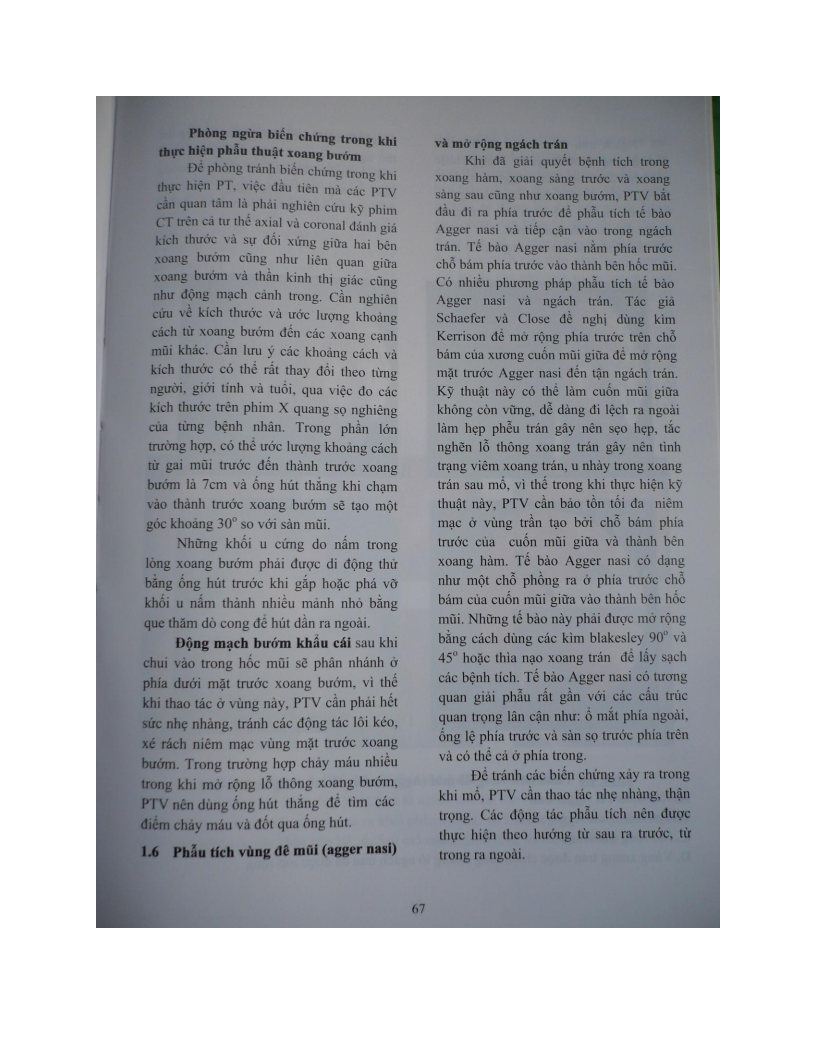 Phòng ngừa biến chứng trong khi
thực hiện phẫu thuật xoang bướm
Để phòng tránh biến chứng trong khi
thực hiện PT, việc đầu tiên mà các PTV
cần quan tâm là phải nghiên cứu kỹ phim
CT trên cả tư thế axial và coronal đánh giá
kích thước và sự đối xứng giữa hai bên
xoang bướm cũng như liên quan giữa
xoang bướm và thần kinh thị giác cũng
như động mạch cảnh trong. Cần nghiên
cứu về kích thước và ước lượng khoảng
cách từ xoang bướm đến các xoang cạnh
mũi khác. Cần lưu ý các khoảng cách và
kích thước có thể rất thay đổi theo từng
người, giới tính và tuổi, qua việc đo các
kích thước trên phim X quang sọ nghiêng
của từng bệnh nhân. Trong phần lớn
trường hợp, có thể ước lượng khoảng cách
từ gai mũi trước đến thành trước xoang
bướm là 7cm và ống hút thẳng khi chạm
vào thành trước xoang bướm sẽ tạo một
góc khoảng 30º so với sàn mũi.
Những khối u cứng do nấm trong
lòng xoang bướm phải được di động thử
bằng ống hút trước khi gắp hoặc phá vỡ
khối u nấm thành nhiều mảnh nhỏ bằng
que thăm dò cong để hút dần ra ngoài.
Động mạch bướm khẩu cái sau khi
chui vào trong hốc mũi sẽ phân nhánh ở
phía dưới mặt trước xoang bướm, vì thế
khi thao tác ở vùng này, PTV cần phải hết
sức nhẹ nhàng, tránh các động tác lôi kéo,
xé rách niêm mạc vùng mặt trước xoang
bướm. Trong trường hợp chảy máu nhiều
trong khi mở rộng lỗ thông xoang bướm,
PTV nên dùng ống hút thẳng để tìm các
điểm chảy máu và đốt qua ống hút.
1.6 Phẫu tích vùng đê mũi (agger nasi)
và mở rộng ngách trán
Khi đã giải quyết bệnh tích trong
xoang hàm, xoang sàng trước và xoang
sàng sau cũng như xoang bướm, PTV bắt
đầu đi ra phía trước để phẫu tích tế bào
Agger nasi và tiếp cận vào trong ngách
trán. Tế bào Agger nasi nằm phía trước
chỗ bám phía trước vào thành bên hốc mũi.
Có nhiều phương pháp phẫu tích tế bào
Agger nasi và ngách trán. Tác giả
Schaefer và Close đề nghị dùng kìm
Kerrison để mở rộng phía trước trên chỗ
bám của xương cuốn mũi giữa để mở rộng
mặt trước Agger nasi đến tận ngách trán.
Kỹ thuật này có thể làm cuốn mũi giữa
không còn vững, dễ dàng đi lệch ra ngoài
làm hẹp phễu trán gây nên sẹo hẹp, tắc
nghẽn lỗ thông xoang trán gây nên tình
trạng viêm xoang trán, u nhày trong xoang
trán sau mổ, vì thế trong khi thực hiện kỹ
thuật này, PTV cần bảo tồn tối đa niêm
mạc ở vùng trần tạo bởi chỗ bám phía
trước của cuốn mũi giữa và thành bên
xoang hàm. Tế bào Agger nasi có dạng
như một chỗ phồng ra ở phía trước chỗ
bám của cuốn mũi giữa vào thành bên hốc
mũi. Những tế bào này phải được mở rộng
bằng cách dùng các kìm blakesley 90º và
45º hoặc thìa nạo xoang trán để lấy sạch
các bệnh tích. Tế bào Agger nasi có tương
quan giải phẫu rất gần với các cấu trúc
quan trọng lân cận như: ổ mắt phía ngoài,
ống lệ phía trước và sàn sọ trước phía trên
và có thể cả ở phía trong.
Để tránh các biến chứng xảy ra trong
khi mổ, PTV cần thao tác nhẹ nhàng, thận
trọng. Các động tác phẫu tích nên được
thực hiện theo hướng từ sau ra trước, từ
trong ra ngoài.
67